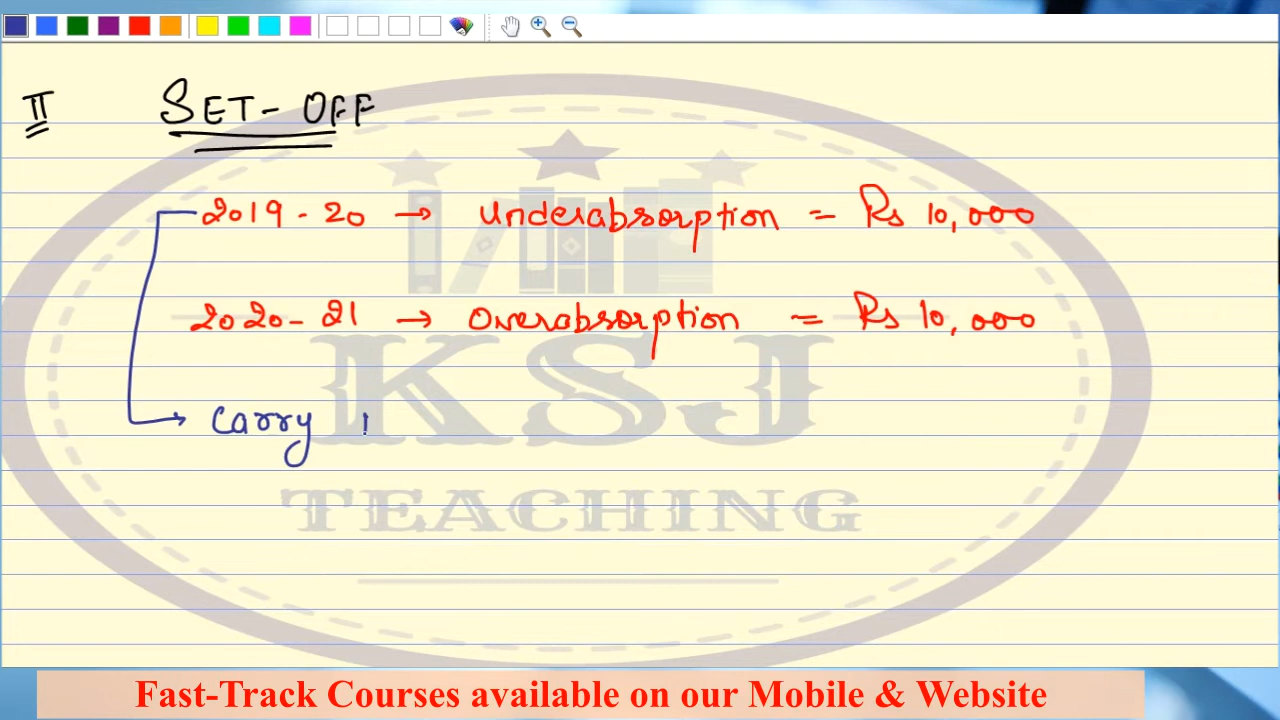 II SET-OFF
2019-20 → Underabsorption = Rs 10,000
2020-21 → Overabsorption = Rs 10,000
Carry
KSJ
TEACHING
Fast-Track Courses available on our Mobile & Website